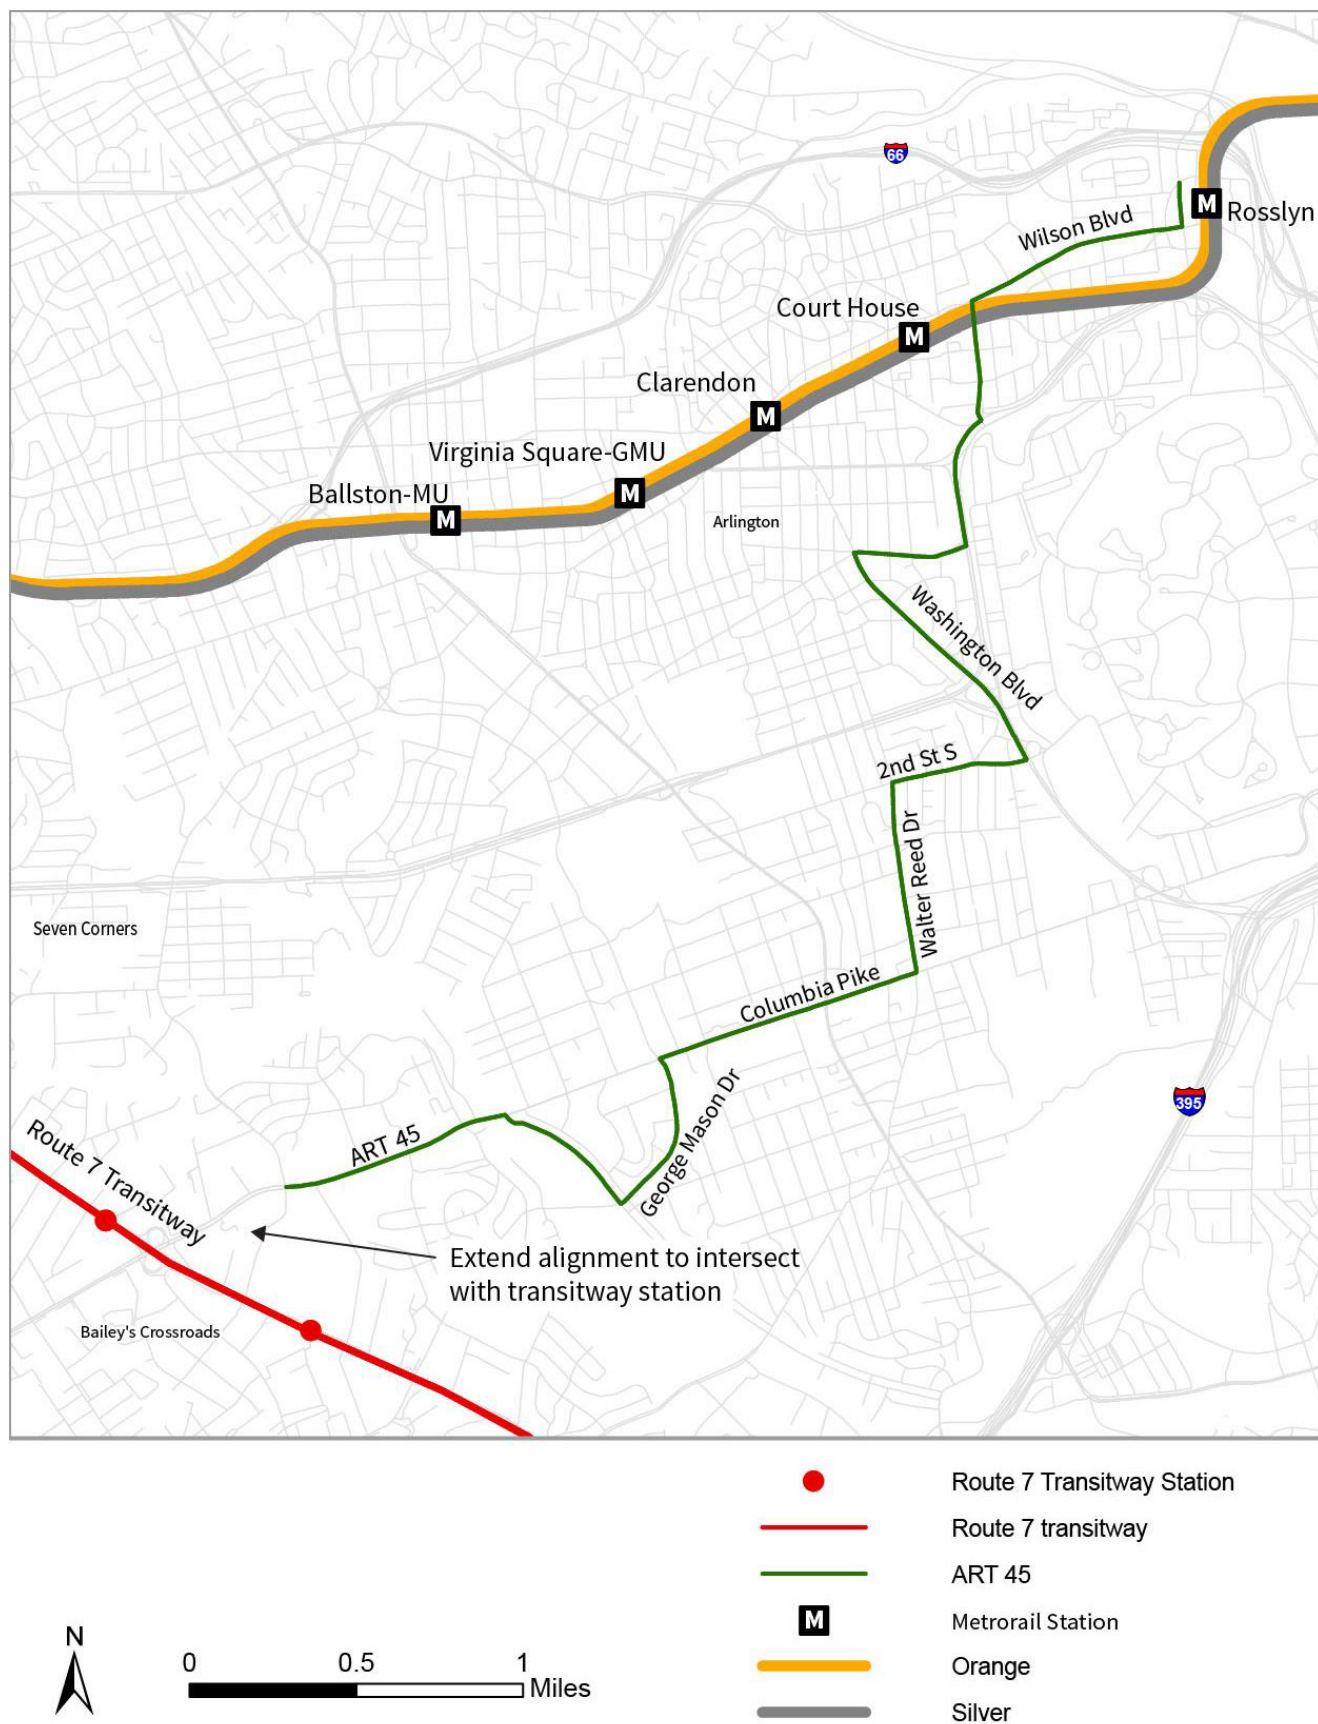 66
Rosslyn
Wilson Blvd
Court House
Clarendon
Virginia Square-GMU
Ballston-MU
Arlington
Washington Blvd
2nd St S
Walter Reed Dr
Seven Corners
Columbia Pike
George Mason Dr
395
ART 45
Route 7 Transitway
Extend alignment to intersect
with transitway station
Bailey's Crossroads
Route 7 Transitway Station
Route 7 transitway
ART 45
M Metrorail Station
Orange
Silver
N
0 0.5 1
Miles
M
M
M
M
M